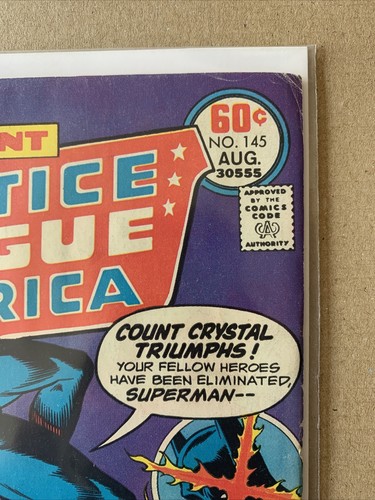 60¢
NO. 145
AUG.
30555
NT
TICE
GUE
RICA
APPROVED
BY THE
COMICS
CODE
CA
AUTHORITY
COUNT CRYSTAL
TRIUMPHS!
YOUR FELLOW HEROES
HAVE BEEN ELIMINATED,
SUPERMAN--